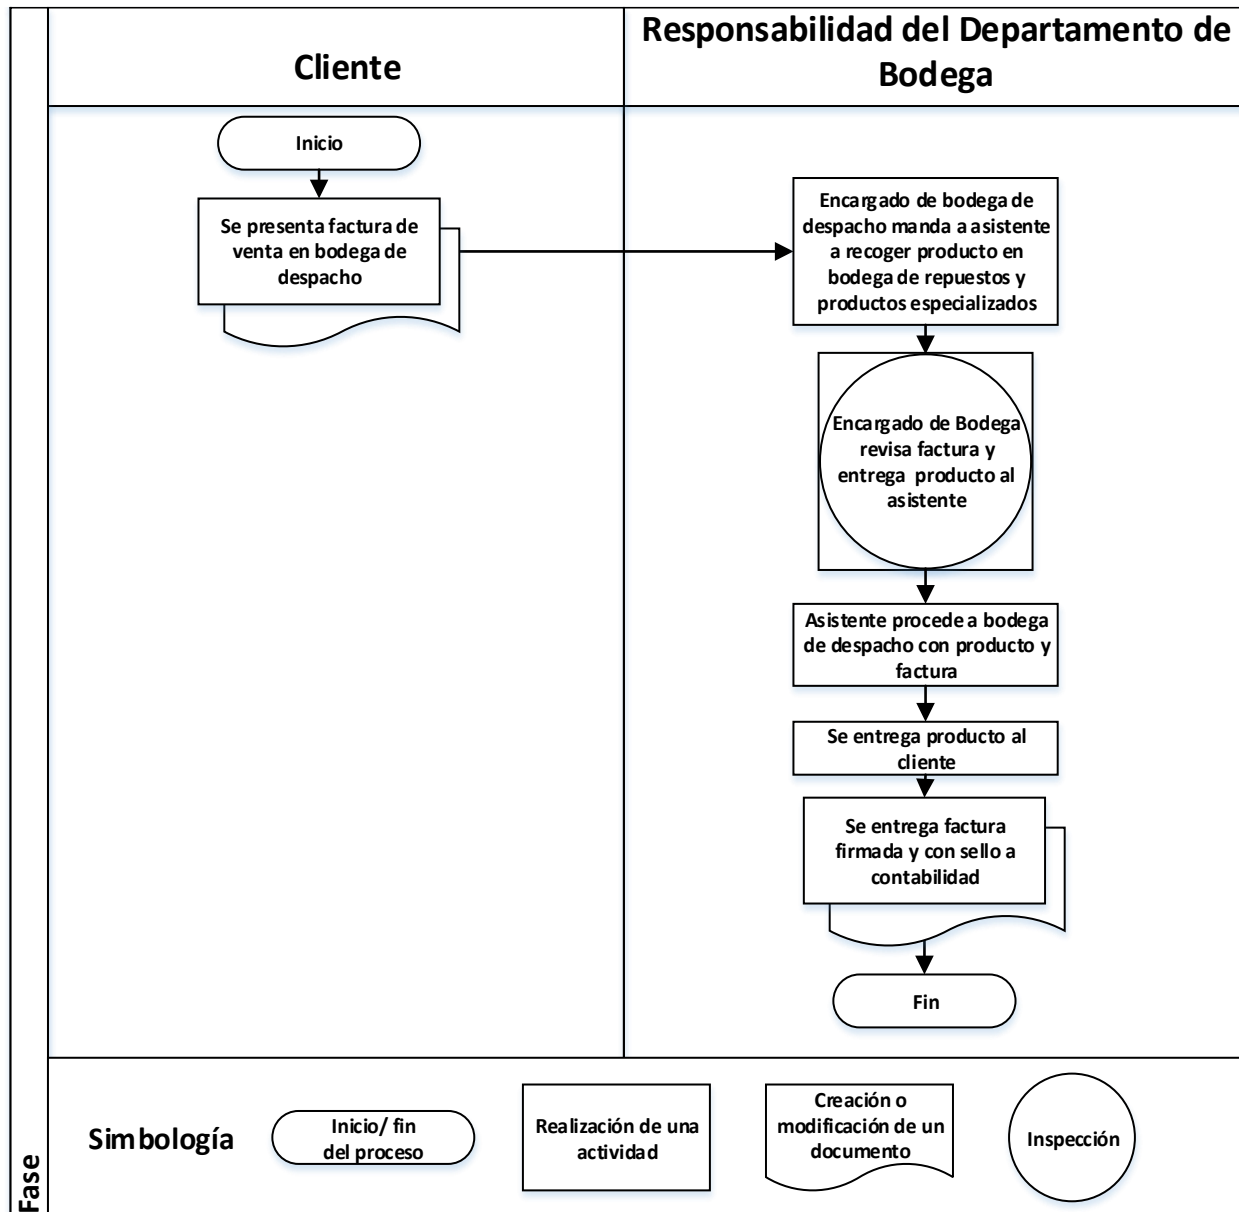 Cliente
Responsabilidad del Departamento de
Bodega
Inicio
Se presenta factura de
venta en bodega de
despacho
Encargado de bodega de
despacho manda a asistente
a recoger producto en
bodega de repuestos y
productos especializados
Encargado de Bodega
revisa factura y
entrega producto al
asistente
Asistente procede a bodega
de despacho con producto y
factura
Se entrega producto al
cliente
Se entrega factura
firmada y con sello a
contabilidad
Fin
Fase
Simbología
Inicio/ fin
del proceso
Realización de una
actividad
Creación o
modificación de un
documento
Inspección